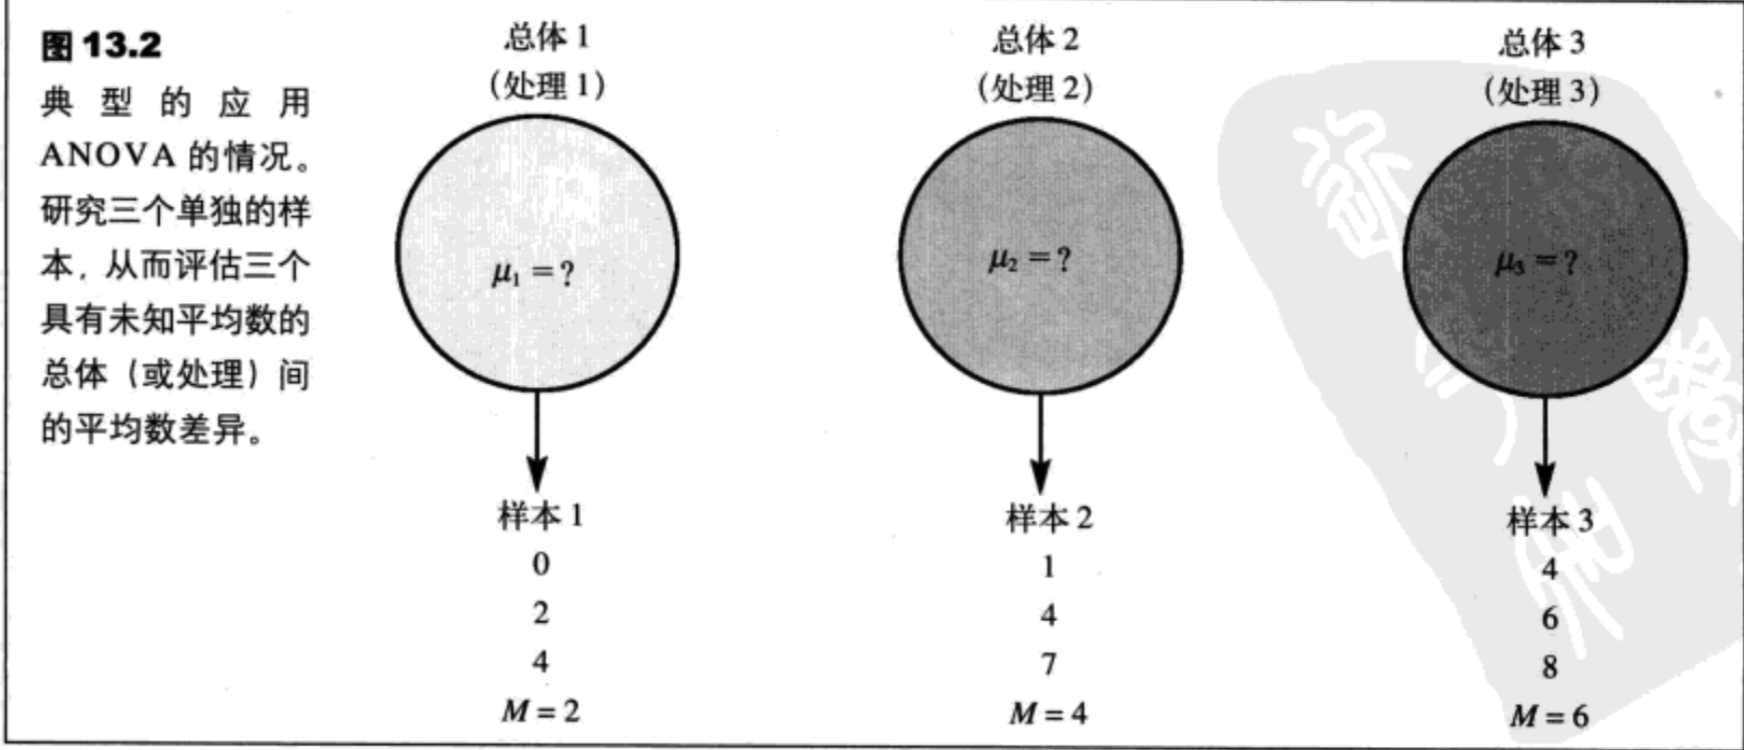 图 13.2
典型的应用
ANOVA 的情况。
研究三个单独的样
本，从而评估三个
具有未知平均数的
总体（或处理）间
的平均数差异。
总体 1
（处理 1）
μ₁ = ?
样本 1
0
2
4
M = 2
总体 2
（处理 2）
μ₂ = ?
样本 2
1
4
7
M = 4
总体 3
（处理 3）
μ₃ = ?
样本 3
4
6
8
M = 6